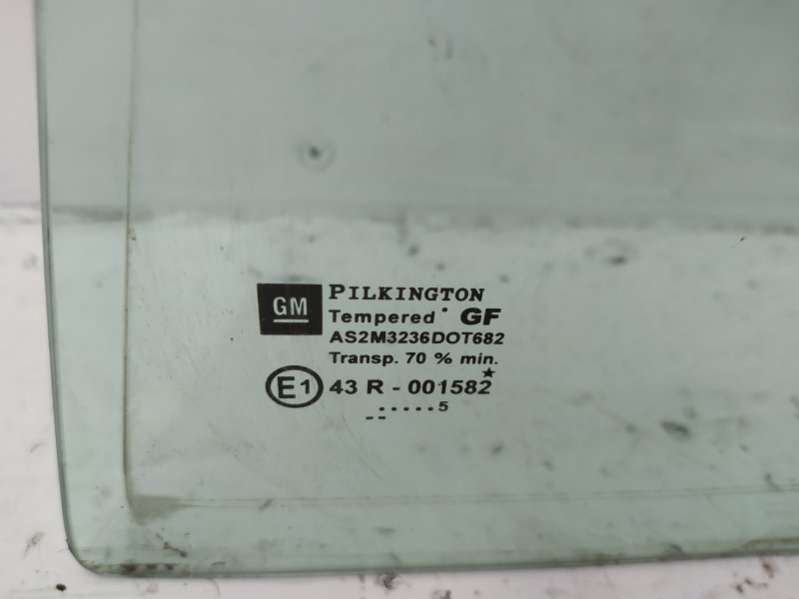 GM PILKINGTON
Tempered GF
AS2M3236DOT682
Transp. 70 % min.
E1 43 R - 001582
.....5
--